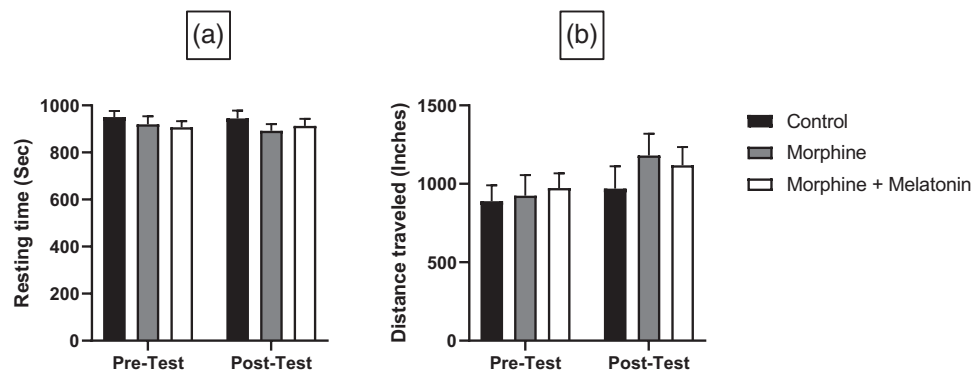 (a)
Resting time (Sec)
1000
800
600
400
200
0
Pre-Test
Post-Test
(b)
Distance traveled (Inches)
1500
1000
500
0
Pre-Test
Post-Test
Control
Morphine
Morphine + Melatonin